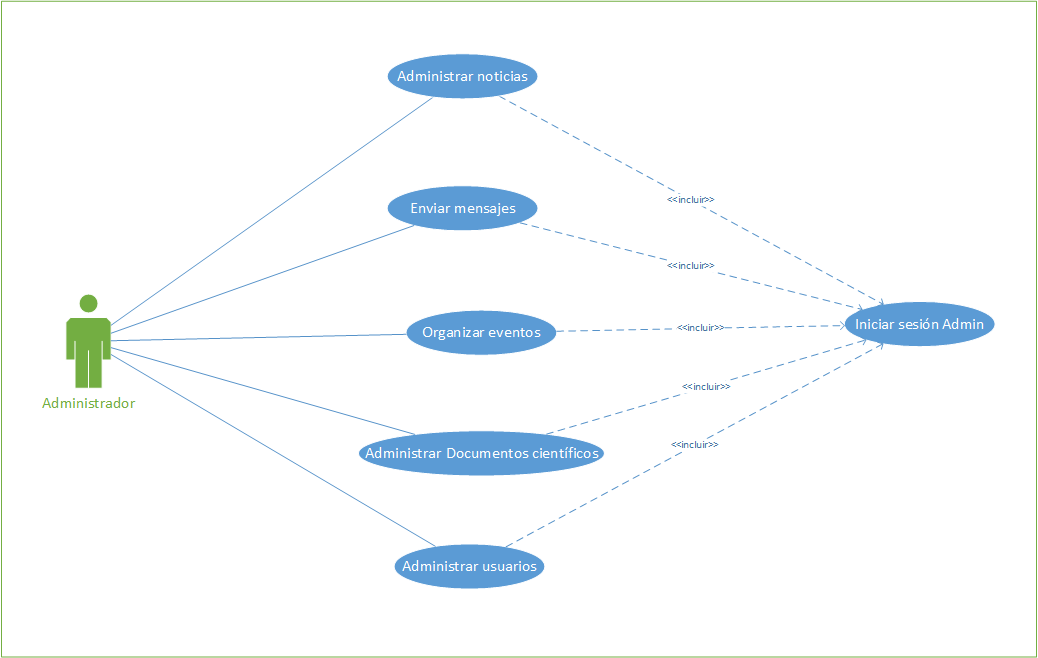 Administrar noticias
<<incluir>>
Enviar mensajes
<<incluir>>
Organizar eventos
<<incluir>>
Iniciar sesión Admin
<<incluir>>
Administrador
Administrar Documentos científicos
<<incluir>>
Administrar usuarios